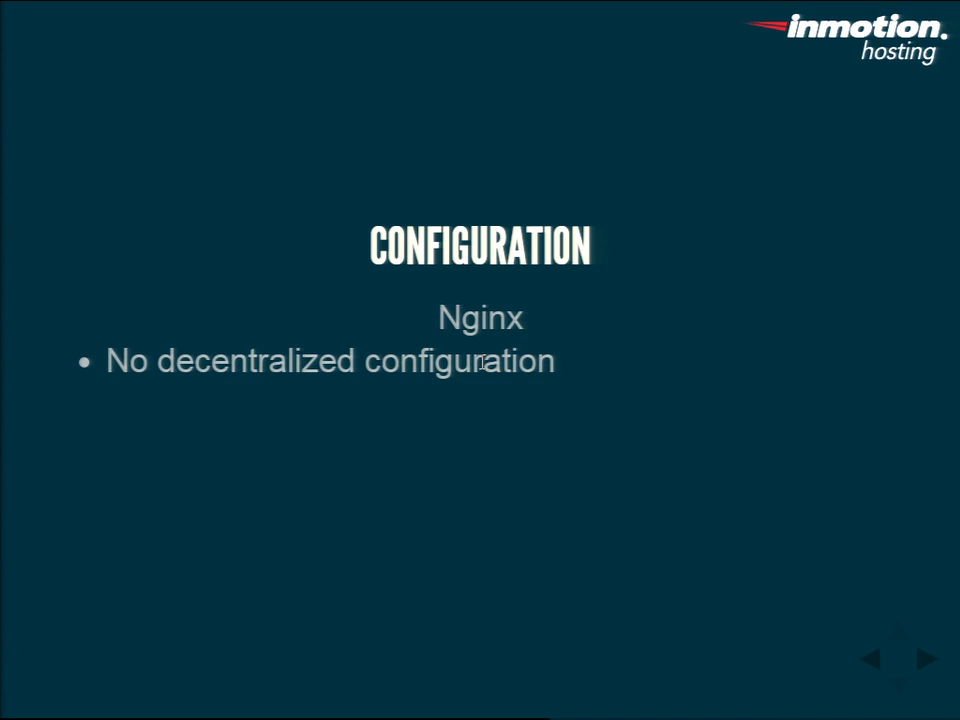 inmotion.
hosting
CONFIGURATION
Nginx
• No decentralized configuration